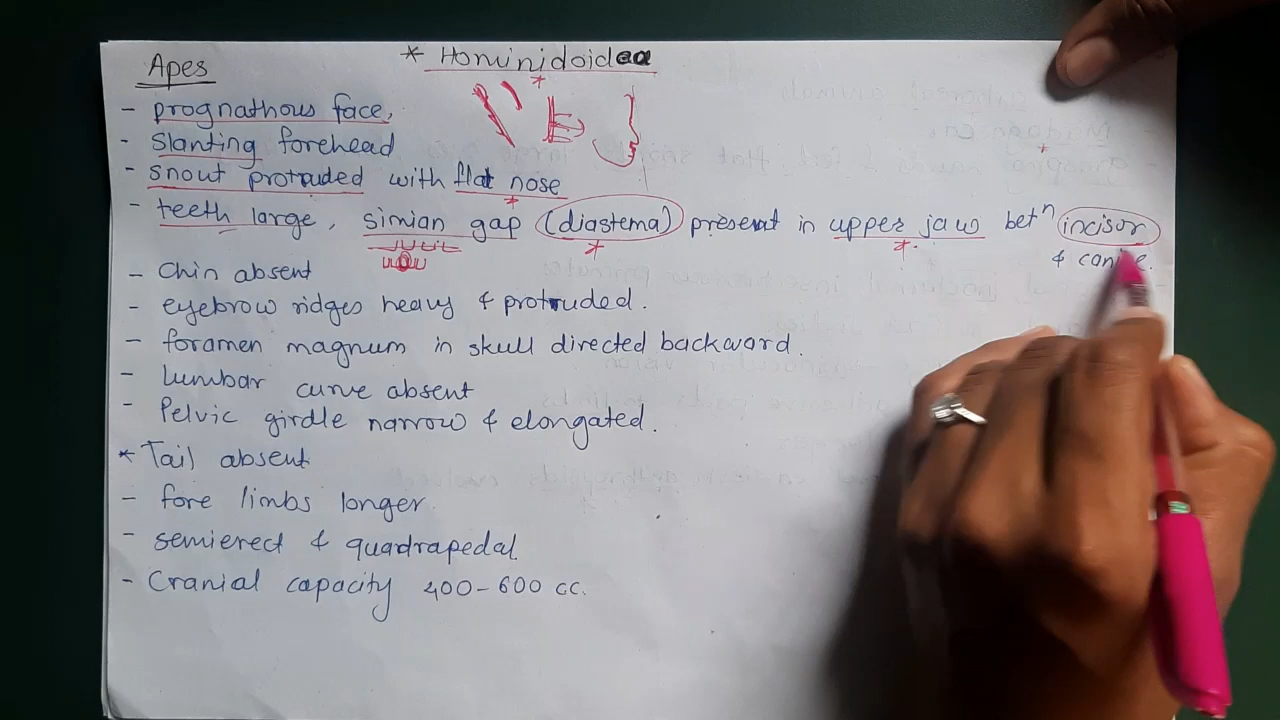 * Hominidoidea
Apes
- prognathous face,
- slanting forehead
- snout protruded with flat nose
- teeth large, simian gap (diastema) present in upper jaw betⁿ incisor
& canine.
- Chin absent
- eyebrow ridges heavy & protruded.
- foramen magnum in skull directed backward.
- lumbar curve absent
- Pelvic girdle narrow & elongated.
* Tail absent
- fore limbs longer
- semierect & quadrapedal
- Cranial capacity 400-600 cc.